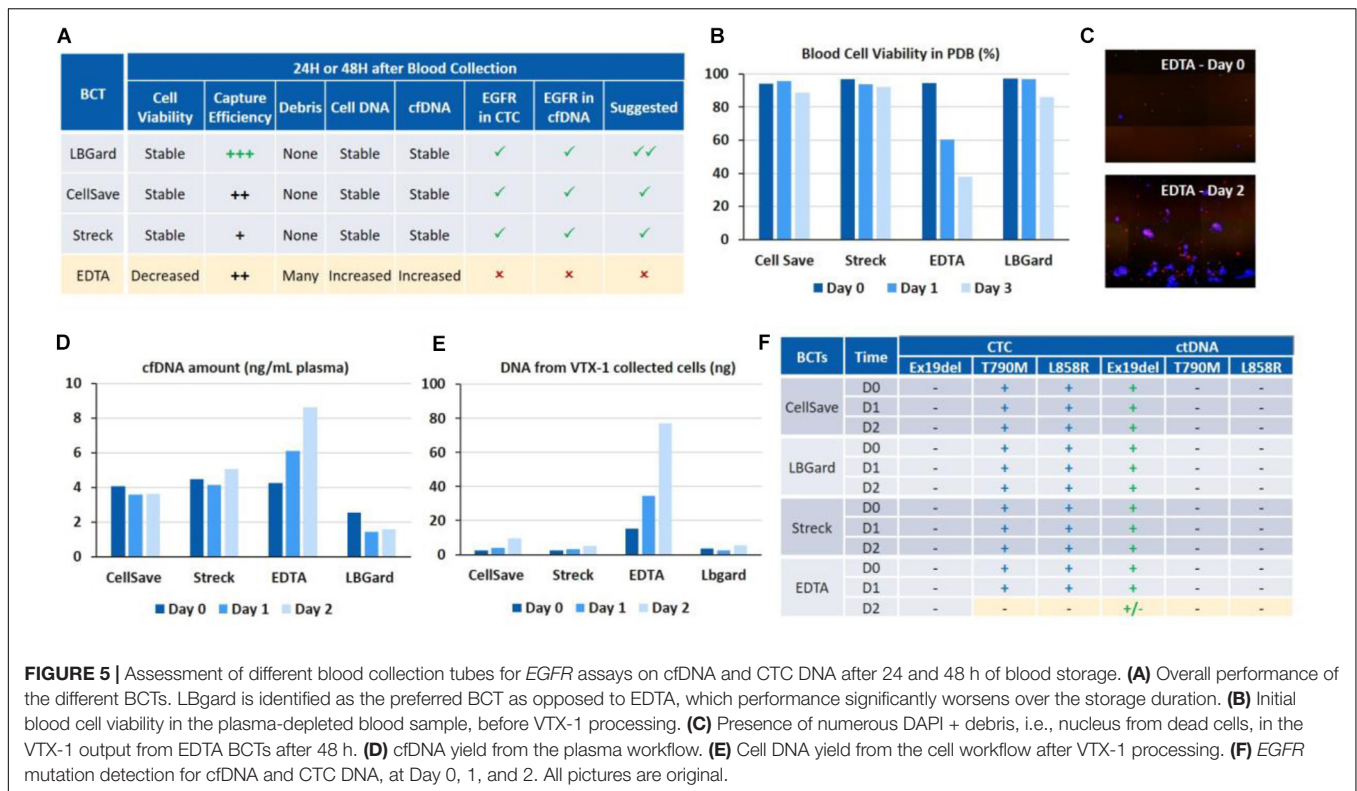 A
BCT
24H or 48H after Blood Collection
Cell Viability | Capture Efficiency | Debris | Cell DNA | cfDNA | EGFR in CTC | EGFR in cfDNA | Suggested
LBGard | Stable | +++ | None | Stable | Stable | ✓ | ✓ | ✓✓
CellSave | Stable | ++ | None | Stable | Stable | ✓ | ✓ | ✓
Streck | Stable | + | None | Stable | Stable | ✓ | ✓ | ✓
EDTA | Decreased | ++ | Many | Increased | Increased | × | × | ×
B
Blood Cell Viability in PDB (%)
100
80
60
40
20
0
Cell Save Streck EDTA LBGard
Day 0 Day 1 Day 3
C
EDTA - Day 0
EDTA - Day 2
D
cfDNA amount (ng/mL plasma)
10
8
6
4
2
0
CellSave Streck EDTA LBGard
Day 0 Day 1 Day 2
E
DNA from VTX-1 collected cells (ng)
100
80
60
40
20
0
CellSave Streck EDTA Lbgard
Day 0 Day 1 Day 2
F
BCTs | Time | CTC | ctDNA
Ex19del | T790M | L858R | Ex19del | T790M | L858R
CellSave
D0 | - | + | + | + | - | -
D1 | - | + | + | + | - | -
D2 | - | + | + | + | - | -
LBGard
D0 | - | + | + | + | - | -
D1 | - | + | + | + | - | -
D2 | - | + | + | + | - | -
Streck
D0 | - | + | + | + | - | -
D1 | - | + | + | + | - | -
D2 | - | + | + | + | - | -
EDTA
D0 | - | + | + | + | - | -
D1 | - | + | + | + | - | -
D2 | - | - | - | +/- | - | -
FIGURE 5 | Assessment of different blood collection tubes for EGFR assays on cfDNA and CTC DNA after 24 and 48 h of blood storage. (A) Overall performance of
the different BCTs. LBgard is identified as the preferred BCT as opposed to EDTA, which performance significantly worsens over the storage duration. (B) Initial
blood cell viability in the plasma-depleted blood sample, before VTX-1 processing. (C) Presence of numerous DAPI + debris, i.e., nucleus from dead cells, in the
VTX-1 output from EDTA BCTs after 48 h. (D) cfDNA yield from the plasma workflow. (E) Cell DNA yield from the cell workflow after VTX-1 processing. (F) EGFR
mutation detection for cfDNA and CTC DNA, at Day 0, 1, and 2. All pictures are original.